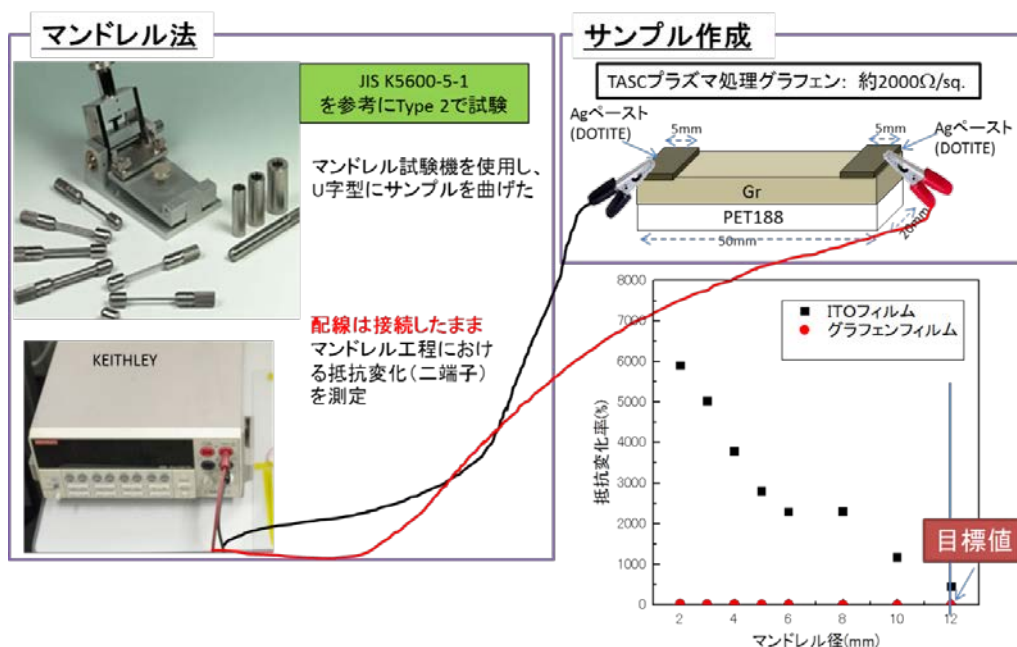 マンドレル法
JIS K5600-5-1
を参考にType 2で試験
マンドレル試験機を使用し、
U字型にサンプルを曲げた
配線は接続したまま
マンドレル工程におけ
る抵抗変化(二端子)
を測定
KEITHLEY
サンプル作成
TASCプラズマ処理グラフェン: 約2000Ω/sq.
Agペースト
(DOTITE)
5mm
5mm
Agペースト
(DOTITE)
Gr
PET188
50mm
20mm
8000
7000
6000
5000
4000
3000
2000
1000
0
抵抗変化率(%)
ITOフィルム
グラフェンフィルム
目標値
2 4 6 8 10 12
マンドレル径(mm)